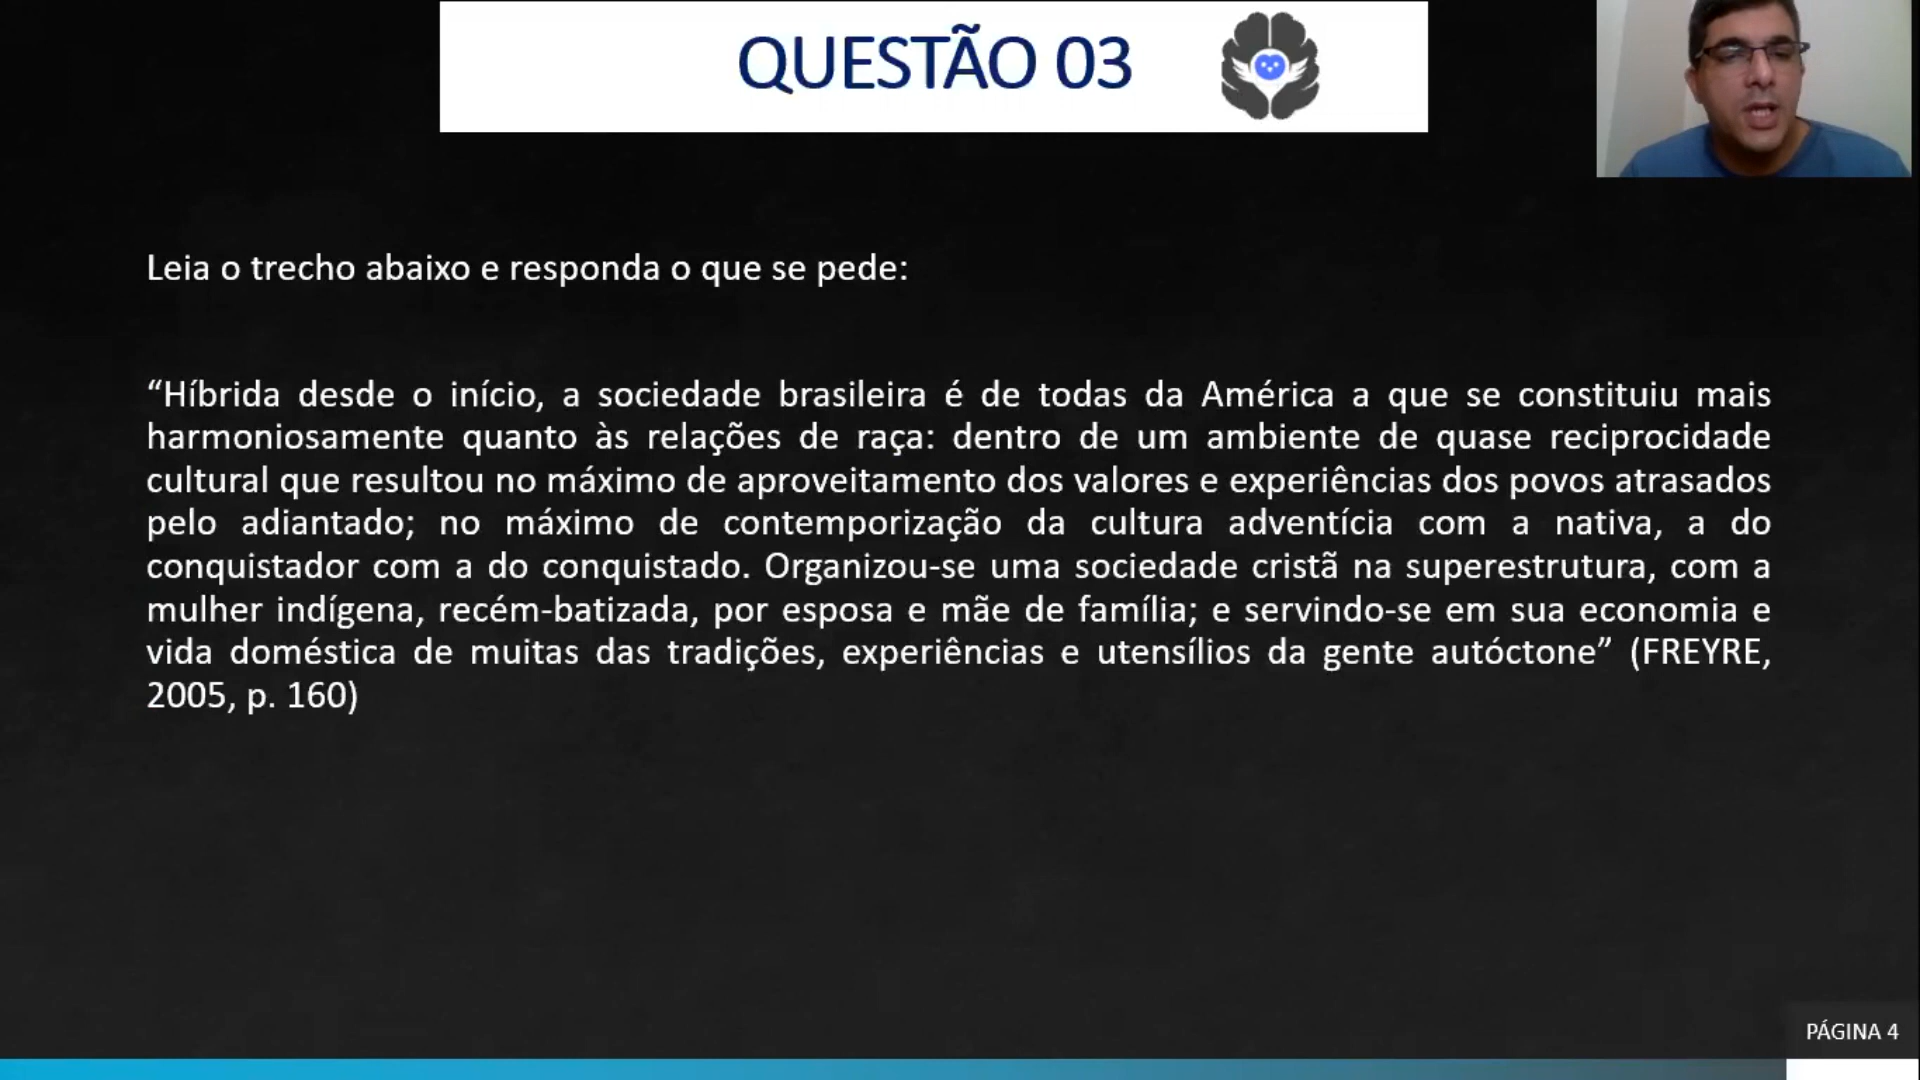 QUESTÃO 03
Leia o trecho abaixo e responda o que se pede:
“Híbrida desde o início, a sociedade brasileira é de todas da América a que se constituiu mais
harmoniosamente quanto às relações de raça: dentro de um ambiente de quase reciprocidade
cultural que resultou no máximo de aproveitamento dos valores e experiências dos povos atrasados
pelo adiantado; no máximo de contemporização da cultura adventícia com a nativa, a do
conquistador com a do conquistado. Organizou-se uma sociedade cristã na superestrutura, com a
mulher indígena, recém-batizada, por esposa e mãe de família; e servindo-se em sua economia e
vida doméstica de muitas das tradições, experiências e utensílios da gente autóctone” (FREYRE,
2005, p. 160)
PÁGINA 4